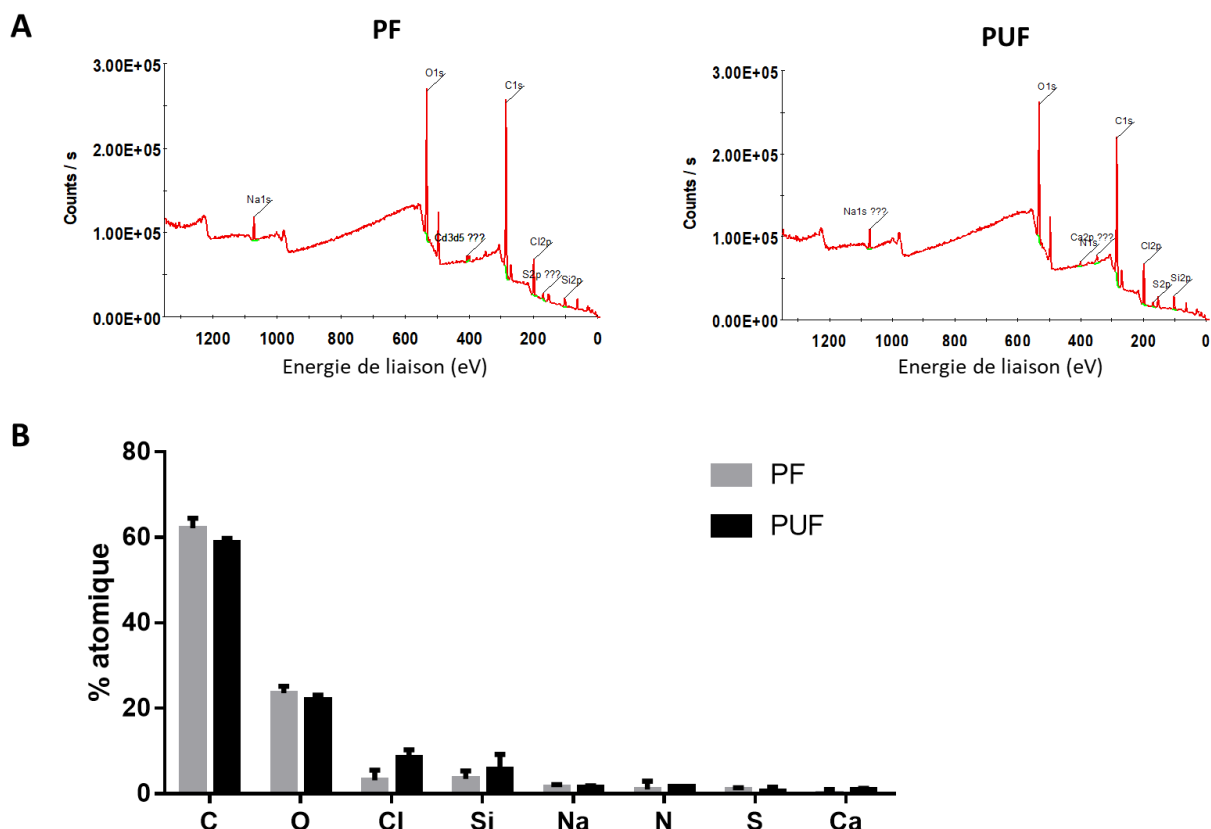 A
PF
3.00E+05
2.00E+05
1.00E+05
0.00E+00
Counts / s
O1s
C1s
Na1s
Cd3d5 ???
Cl2p
S2p ???
Si2p
1200 1000 800 600 400 200 0
Energie de liaison (eV)
PUF
3.00E+05
2.00E+05
1.00E+05
0.00E+00
Counts / s
O1s
C1s
Na1s ???
Ca2p ???
N1s
Cl2p
S2p
Si2p
1200 1000 800 600 400 200 0
Energie de liaison (eV)
B
80
60
40
20
0
% atomique
PF
PUF
C O Cl Si Na N S Ca